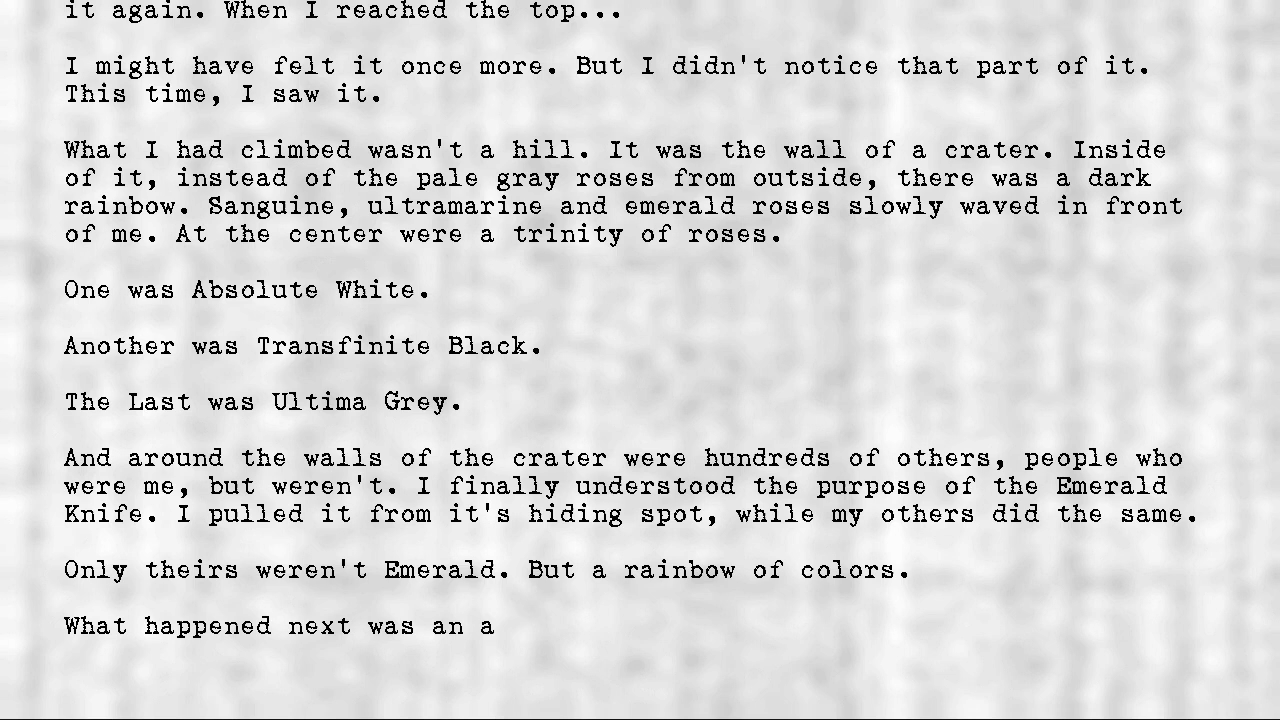 it again. When I reached the top...
I might have felt it once more. But I didn't notice that part of it.
This time, I saw it.
What I had climbed wasn't a hill. It was the wall of a crater. Inside
of it, instead of the pale gray roses from outside, there was a dark
rainbow. Sanguine, ultramarine and emerald roses slowly waved in front
of me. At the center were a trinity of roses.
One was Absolute White.
Another was Transfinite Black.
The Last was Ultima Grey.
And around the walls of the crater were hundreds of others, people who
were me, but weren't. I finally understood the purpose of the Emerald
Knife. I pulled it from it's hiding spot, while my others did the same.
Only theirs weren't Emerald. But a rainbow of colors.
What happened next was an a